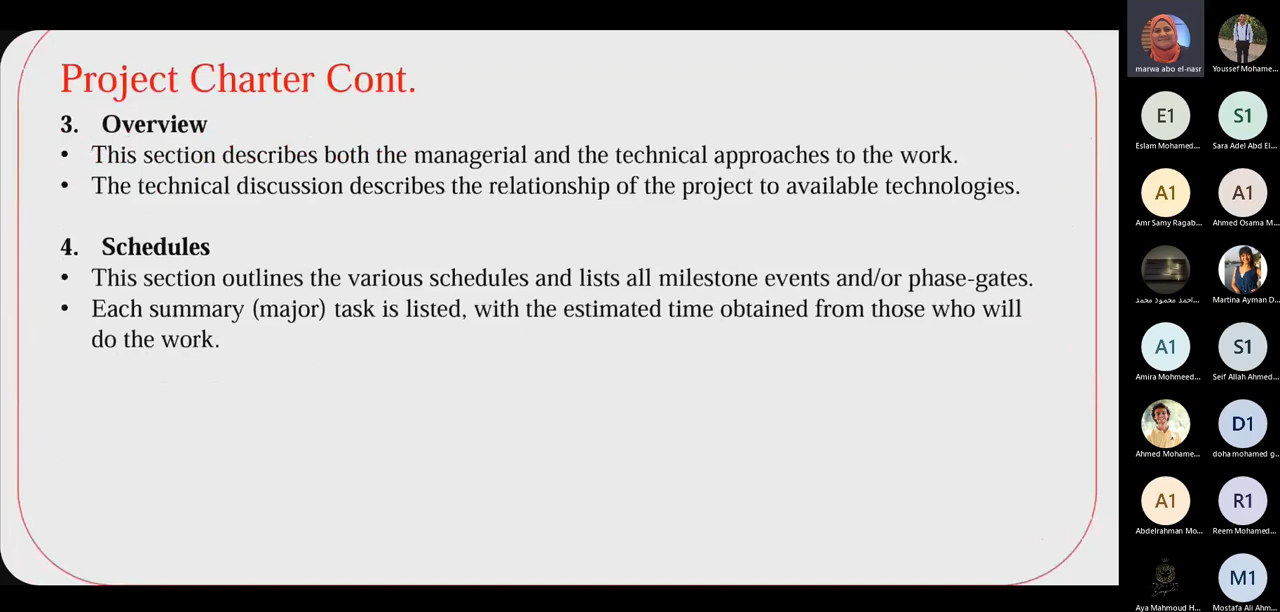 Project Charter Cont.
3. Overview
• This section describes both the managerial and the technical approaches to the work.
• The technical discussion describes the relationship of the project to available technologies.
4. Schedules
• This section outlines the various schedules and lists all milestone events and/or phase-gates.
• Each summary (major) task is listed, with the estimated time obtained from those who will
do the work.
marwa abo el-nasr
Youssef Mohame...
E1
Eslam Mohamed...
S1
Sara Adel Abd El...
A1
Amr Samy Ragab...
A1
Ahmed Osama M...
احمد محمود محمد...
Martina Ayman D...
A1
Amira Mohmeed...
S1
Seif Allah Ahmed...
Ahmed Mohame...
D1
doha mohamed g...
A1
Abdelrahman Mo...
R1
Reem Mohamed...
Aya Mahmoud H...
M1
Mostafa Ali Ahm...